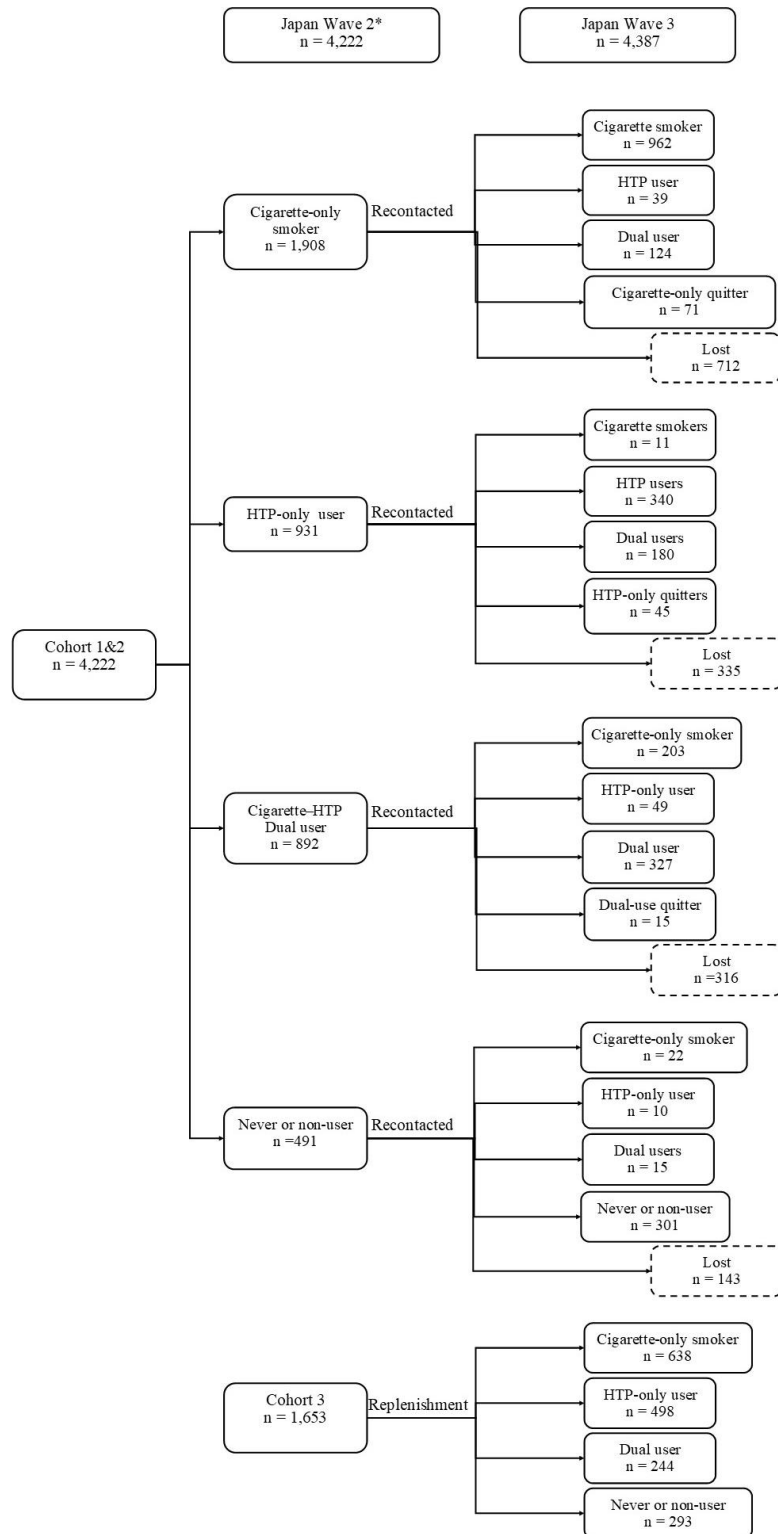 Japan Wave 2*
n = 4,222
Japan Wave 3
n = 4,387
Cohort 1&2
n = 4,222
Cigarette-only
smoker
n = 1,908
Recontacted
Cigarette smoker
n = 962
HTP user
n = 39
Dual user
n = 124
Cigarette-only quitter
n = 71
Lost
n = 712
HTP-only user
n = 931
Recontacted
Cigarette smokers
n = 11
HTP users
n = 340
Dual users
n = 180
HTP-only quitters
n = 45
Lost
n = 335
Cigarette–HTP
Dual user
n = 892
Recontacted
Cigarette-only smoker
n = 203
HTP-only user
n = 49
Dual user
n = 327
Dual-use quitter
n = 15
Lost
n =316
Never or non-user
n =491
Recontacted
Cigarette-only smoker
n = 22
HTP-only user
n = 10
Dual users
n = 15
Never or non-user
n = 301
Lost
n = 143
Cohort 3
n = 1,653
Replenishment
Cigarette-only smoker
n = 638
HTP-only user
n = 498
Dual user
n = 244
Never or non-user
n = 293